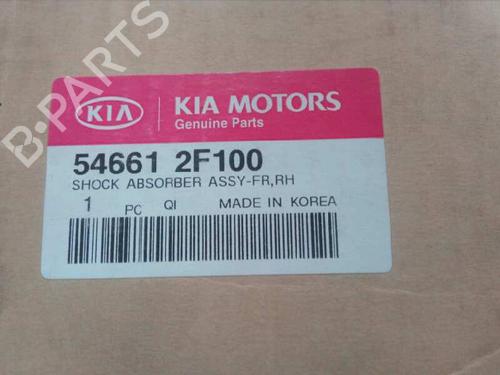 B-PARTS
KIA
KIA MOTORS
Genuine Parts
54661 2F100
SHOCK ABSORBER ASSY-FR,RH
1 PC QI MADE IN KOREA
B-PARTS